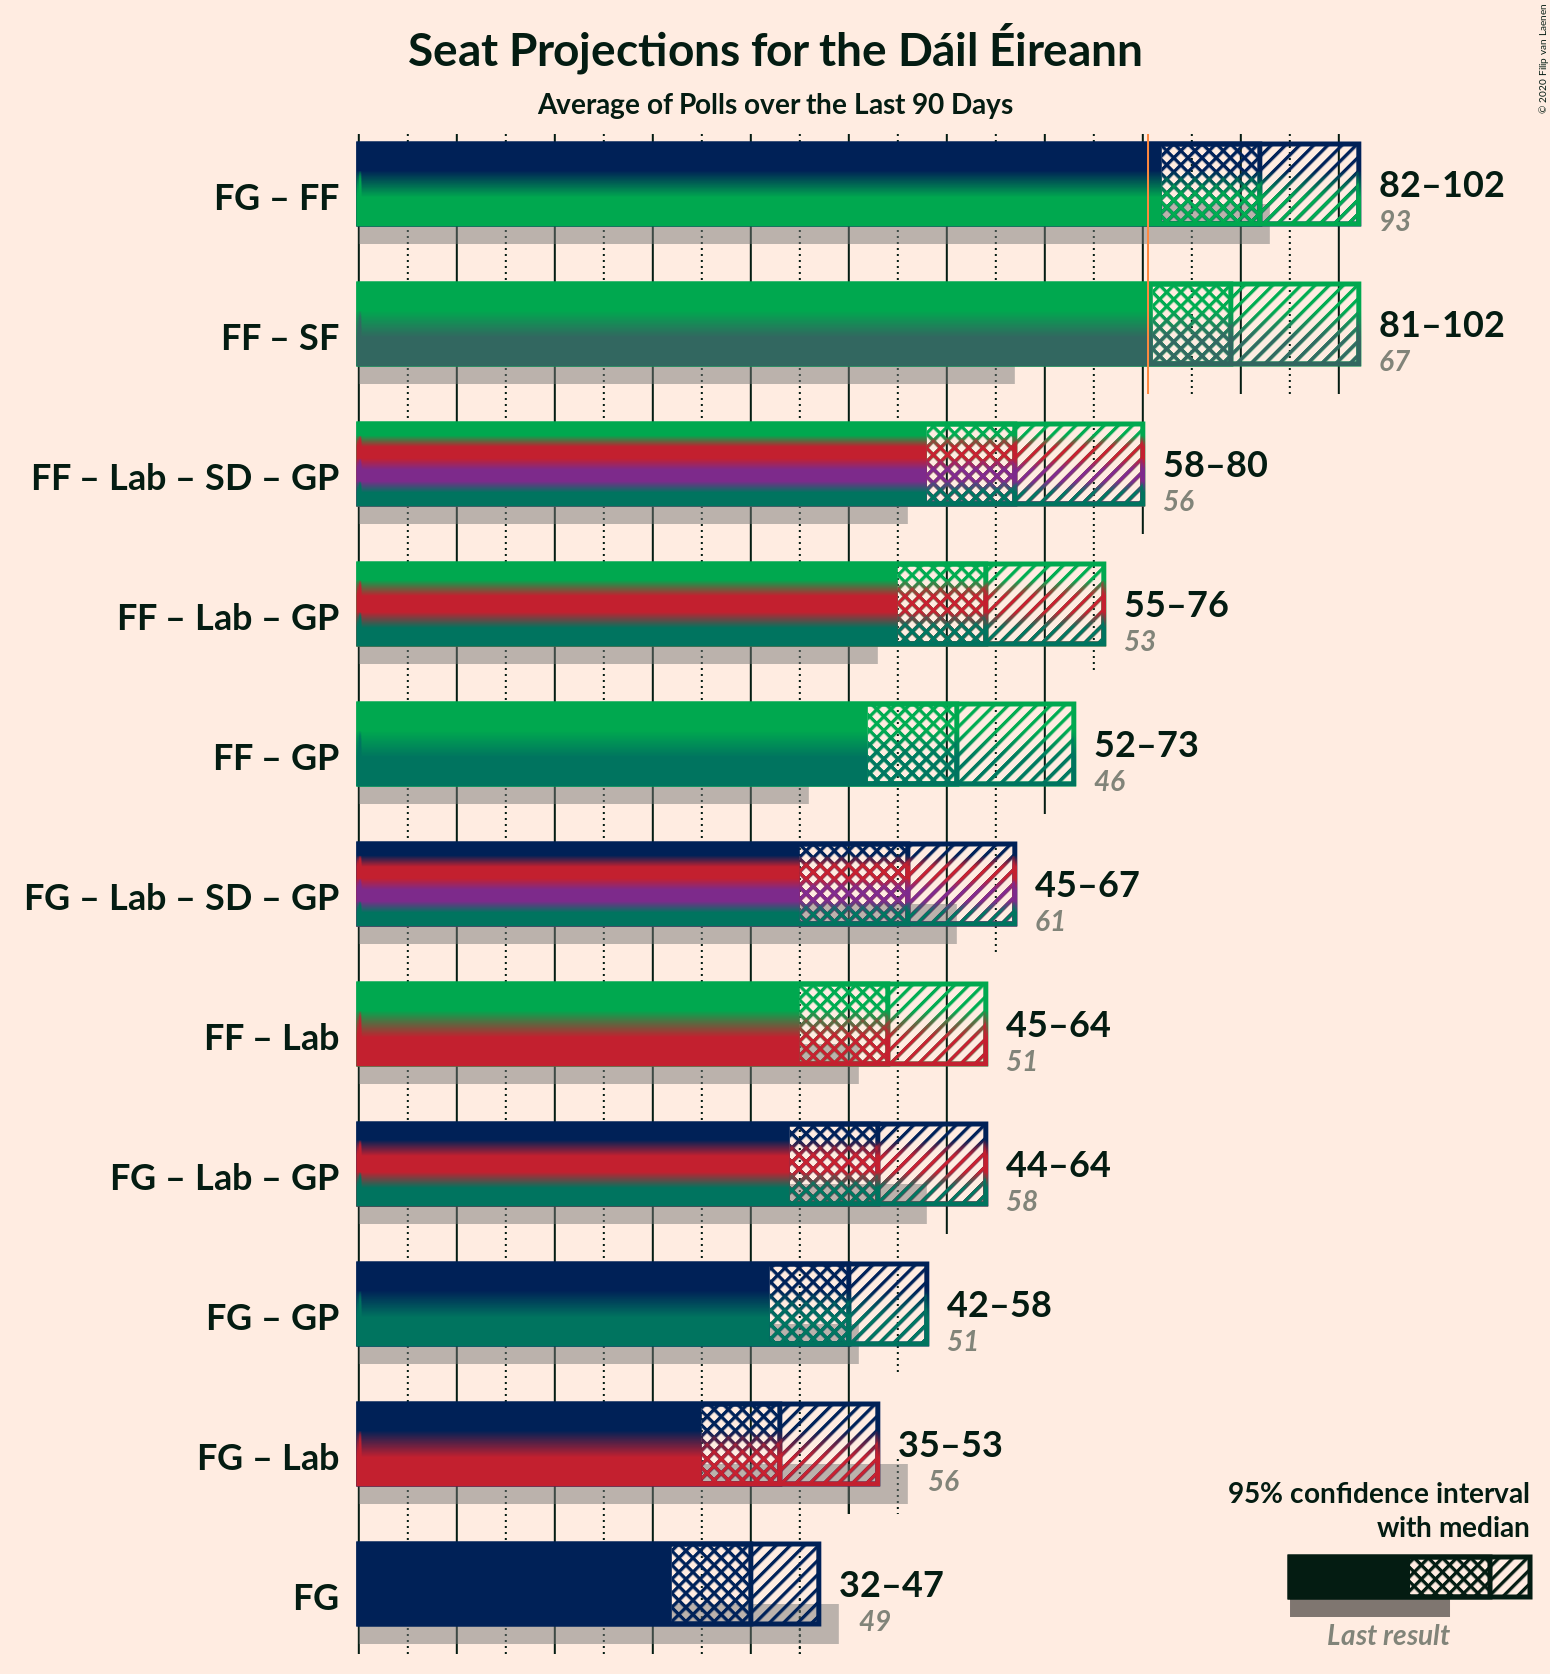 Seat Projections for the Dáil Éireann
Average of Polls over the Last 90 Days
© 2020 Filip van Laenen
FG – FF
82–102
93
FF – SF
81–102
67
FF – Lab – SD – GP
58–80
56
FF – Lab – GP
55–76
53
FF – GP
52–73
46
FG – Lab – SD – GP
45–67
61
FF – Lab
45–64
51
FG – Lab – GP
44–64
58
FG – GP
42–58
51
FG – Lab
35–53
56
FG
32–47
49
95% confidence interval
with median
Last result